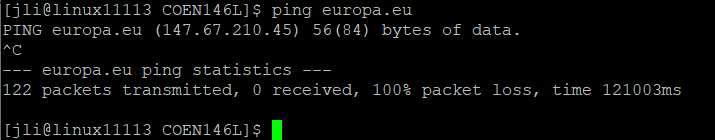 [jli@linux11113 COEN146L]$ ping europa.eu
PING europa.eu (147.67.210.45) 56(84) bytes of data.
^C
--- europa.eu ping statistics ---
122 packets transmitted, 0 received, 100% packet loss, time 121003ms
[jli@linux11113 COEN146L]$